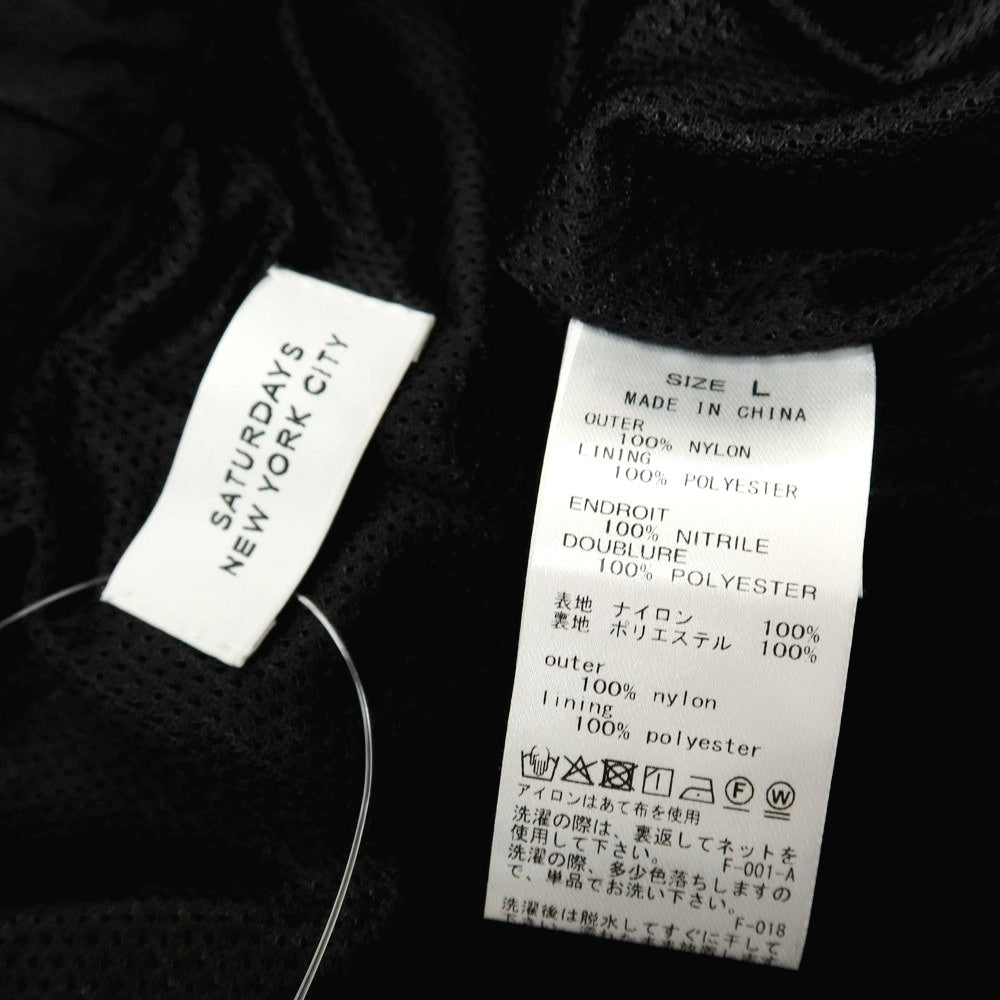 SATURDAYS
NEW YORK CITY
SIZE L
MADE IN CHINA
OUTER
100% NYLON
LINING
100% POLYESTER
ENDROIT
100% NITRILE
DOUBLURE
100% POLYESTER
表地 ナイロン 100%
裏地 ポリエステル 100%
outer
100% nylon
lining
100% polyester
F W
アイロンはあて布を使用
洗濯の際は、裏返してネットを
使用して下さい。 F-001-A
洗濯の際、多少色落ちしますの
で、単品でお洗い下さい。
F-018
洗濯後は脱水してすぐに干して